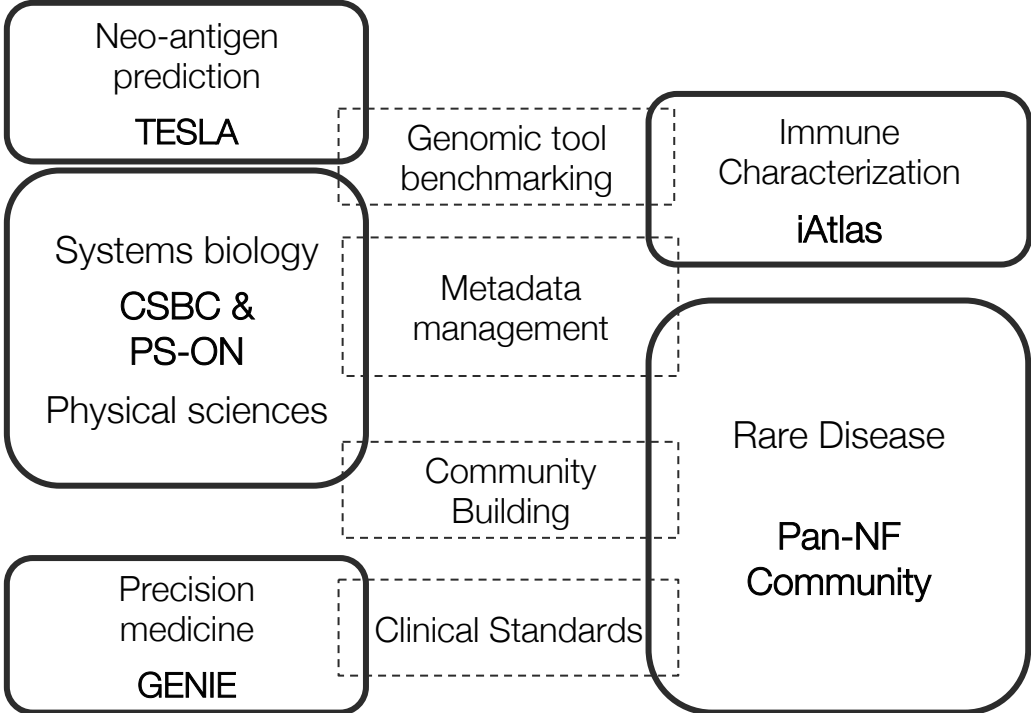 Neo-antigen
prediction
TESLA
Systems biology
CSBC &
PS-ON
Physical sciences
Precision
medicine
GENIE
Genomic tool
benchmarking
Metadata
management
Community
Building
Clinical Standards
Immune
Characterization
iAtlas
Rare Disease
Pan-NF
Community